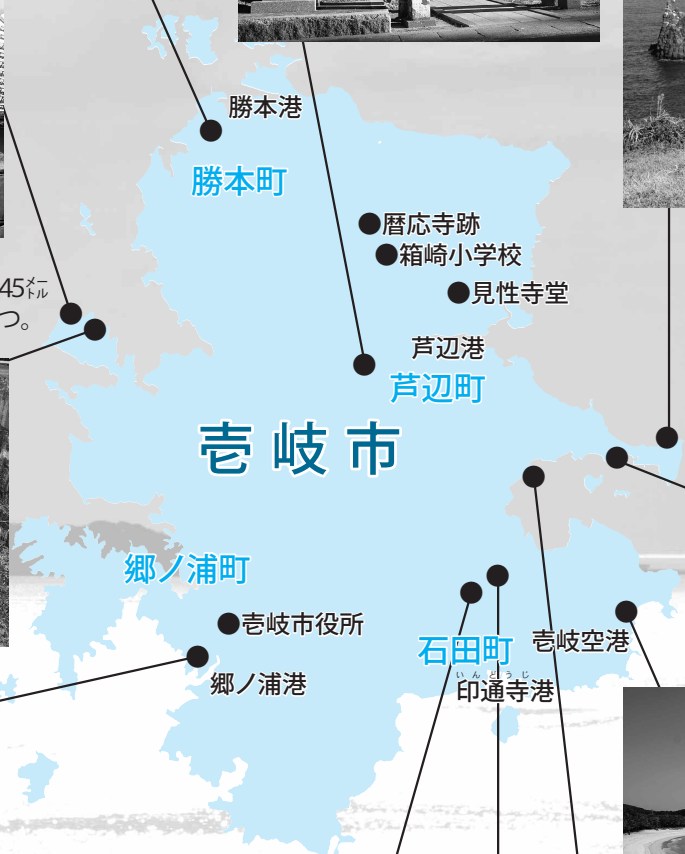 勝本港
勝本町
暦応寺跡
箱崎小学校
見性寺堂
45メートル
つ。
芦辺港
芦辺町
壱岐市
郷ノ浦町
壱岐市役所
郷ノ浦港
石田町
壱岐空港
いんどうじ
印通寺港